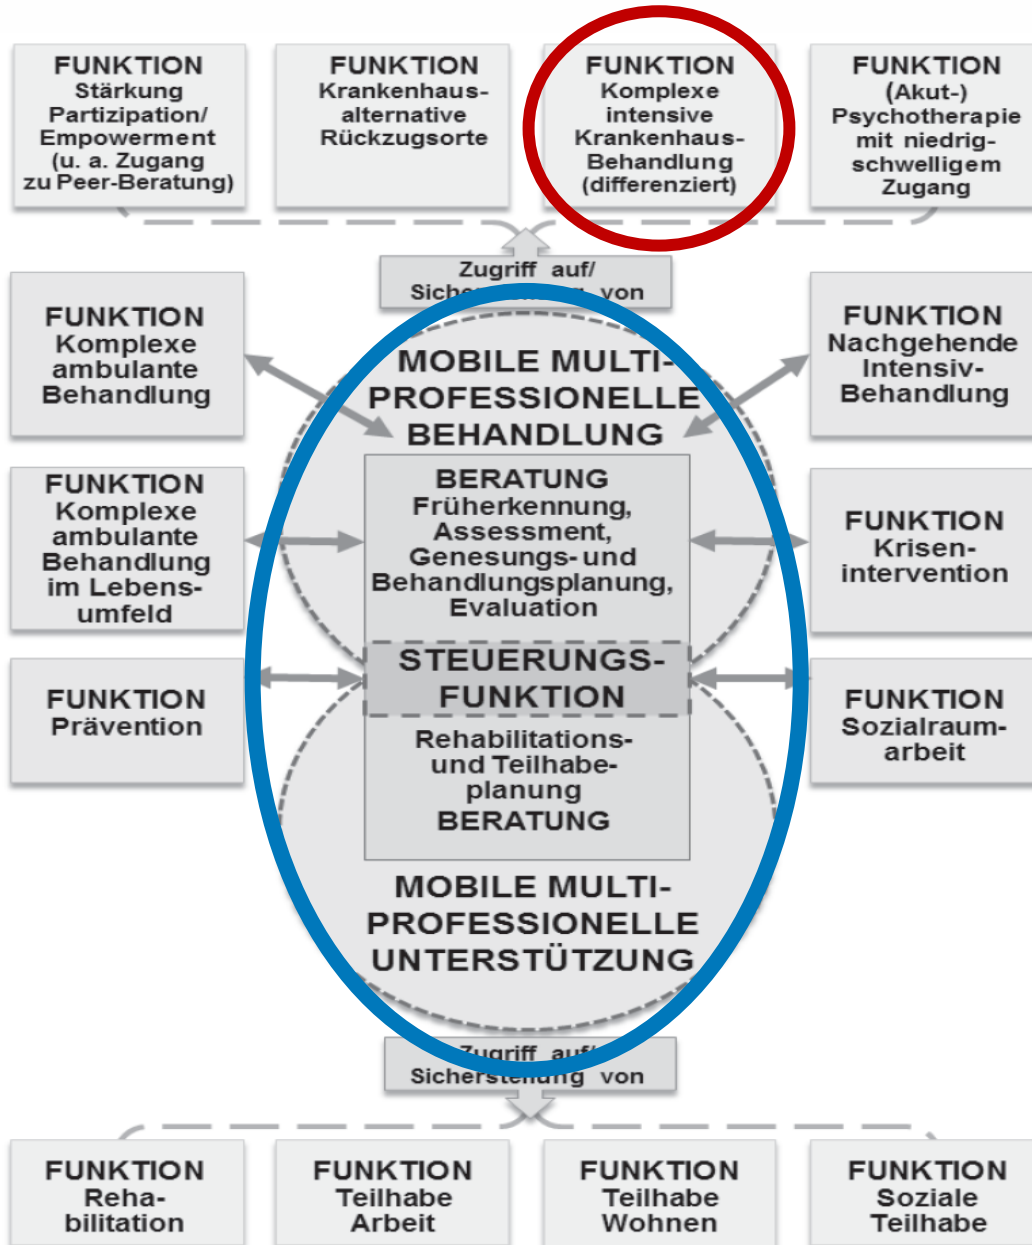 FUNKTION
Stärkung
Partizipation/
Empowerment
(u. a. Zugang
zu Peer-Beratung)
FUNKTION
Krankenhaus-
alternative
Rückzugsorte
FUNKTION
Komplexe
intensive
Krankenhaus-
Behandlung
(differenziert)
FUNKTION
(Akut-)
Psychotherapie
mit niedrig-
schwelligem
Zugang
Zugriff auf/
Sicherstellung von
FUNKTION
Komplexe
ambulante
Behandlung
MOBILE MULTI-
PROFESSIONELLE
BEHANDLUNG
FUNKTION
Nachgehende
Intensiv-
Behandlung
FUNKTION
Komplexe
ambulante
Behandlung
im Lebens-
umfeld
BERATUNG
Früherkennung,
Assessment,
Genesungs- und
Behandlungsplanung,
Evaluation
FUNKTION
Krisen-
intervention
FUNKTION
Prävention
STEUERUNGS-
FUNKTION
FUNKTION
Sozialraum-
arbeit
Rehabilitations-
und Teilhabe-
planung
BERATUNG
MOBILE MULTI-
PROFESSIONELLE
UNTERSTÜTZUNG
Zugriff auf/
Sicherstellung von
FUNKTION
Reha-
bilitation
FUNKTION
Teilhabe
Arbeit
FUNKTION
Teilhabe
Wohnen
FUNKTION
Soziale
Teilhabe